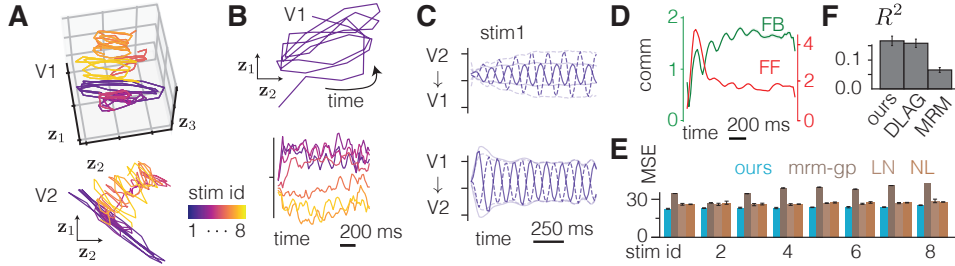 A
V1
z1
z3
z2
V2
z1
z2
stim id
1 ··· 8
B
V1
z1
z2
time
time
200 ms
C
stim1
V2
↓
V1
V1
↓
V2
time
250 ms
D
comm
2
1
0
FB
FF
4
2
0
time
200 ms
F
R²
0.1
0.0
ours
DLAG
MRM
E
MSE
ours mrm-gp LN NL
30
0
stim id 2 4 6 8